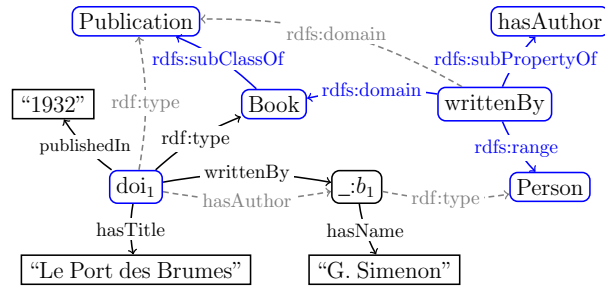 Publication
hasAuthor
rdfs:domain
rdfs:subClassOf
rdfs:subPropertyOf
"1932"
rdf:type
Book
rdfs:domain
writtenBy
publishedIn
rdf:type
rdfs:range
doi₁
writtenBy
_:b₁
hasAuthor
rdf:type
Person
hasTitle
hasName
“Le Port des Brumes”
“G. Simenon”